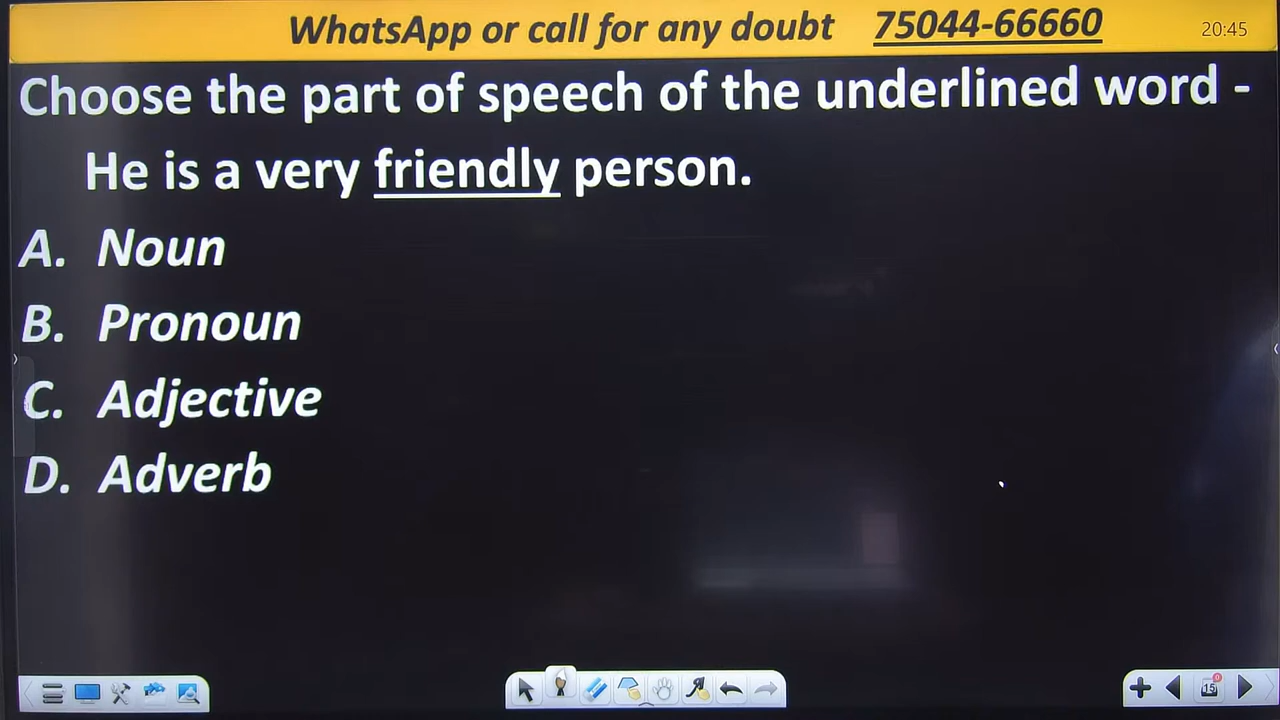 WhatsApp or call for any doubt 75044-66660 20:45
Choose the part of speech of the underlined word -
He is a very friendly person.
A. Noun
B. Pronoun
C. Adjective
D. Adverb
15